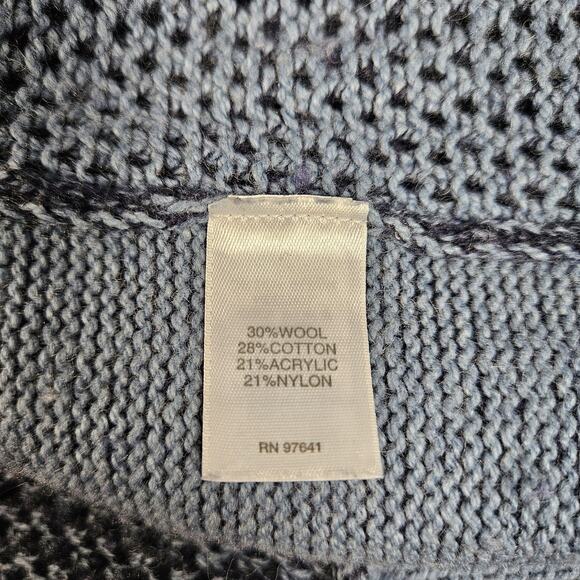 30%WOOL
28%COTTON
21%ACRYLIC
21%NYLON
RN 97641